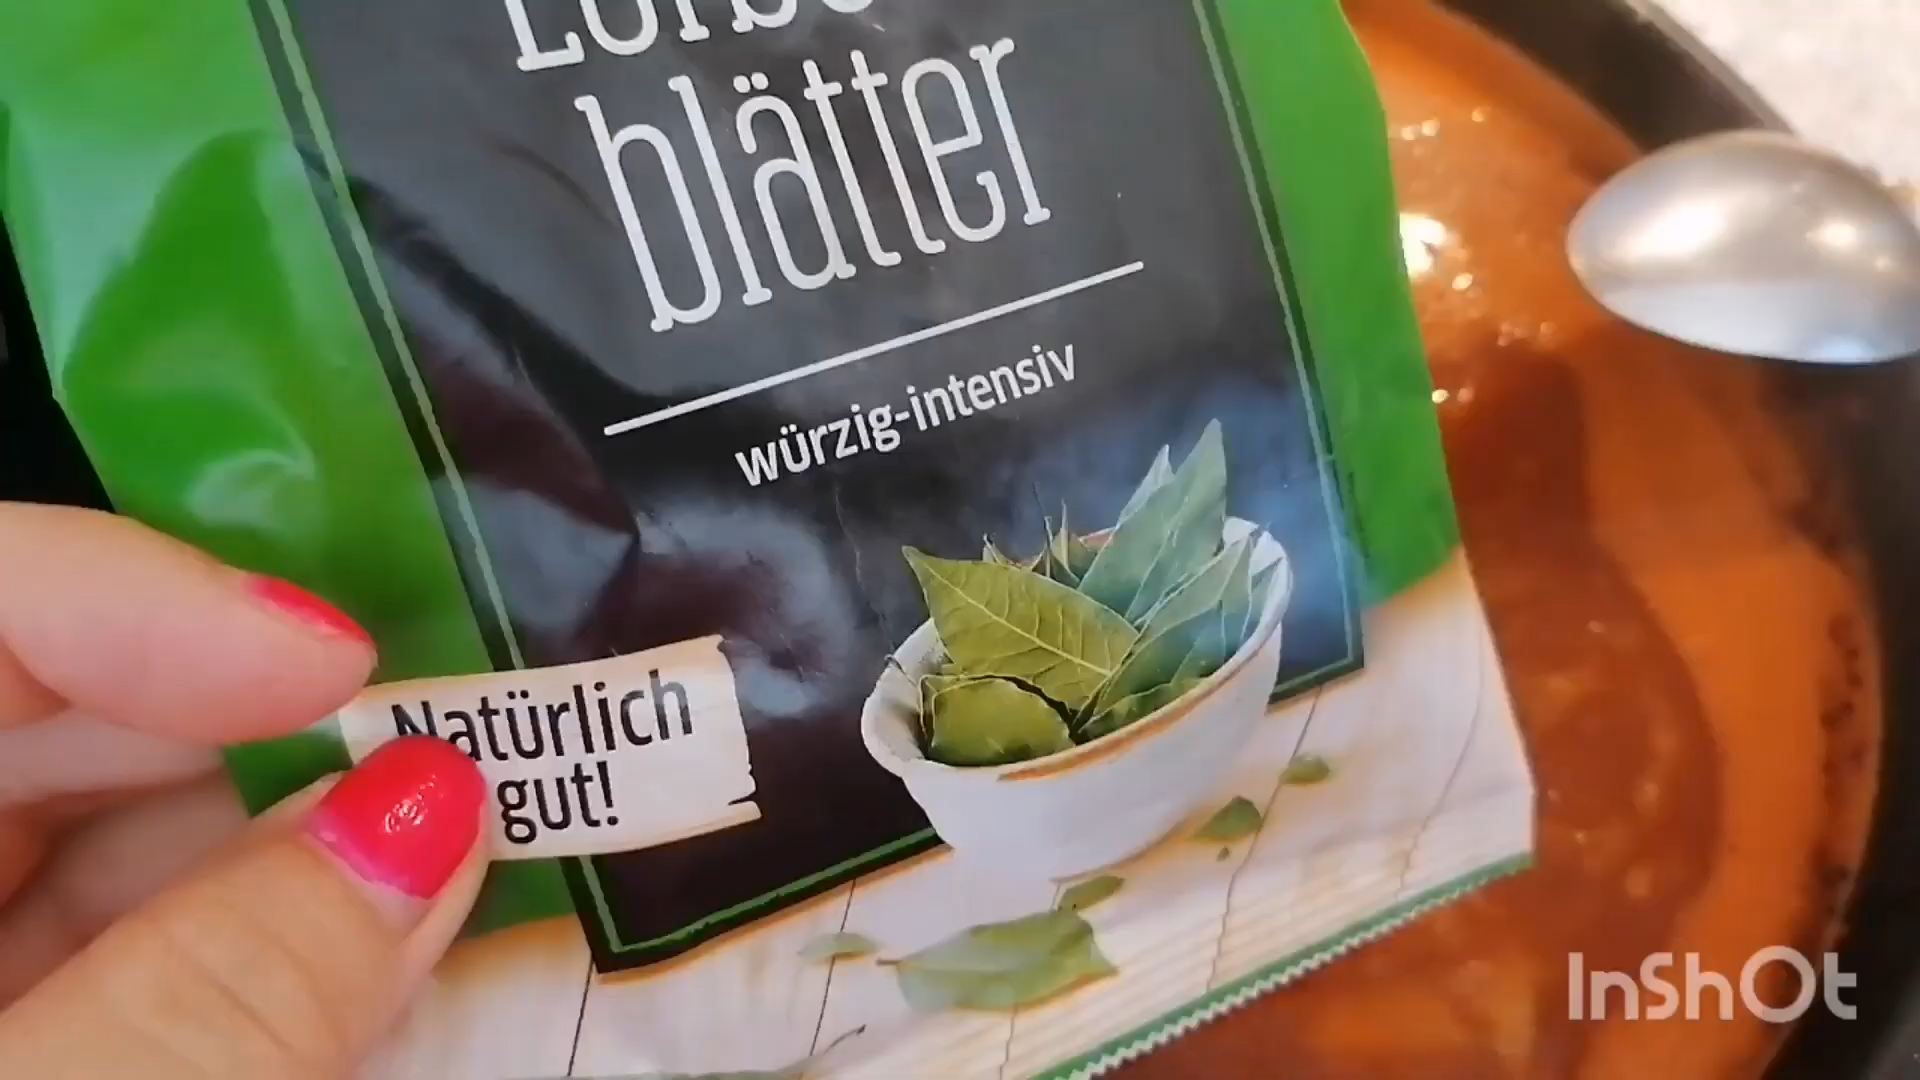 blätter
würzig-intensiv
Natürlich
gut!
InShOt